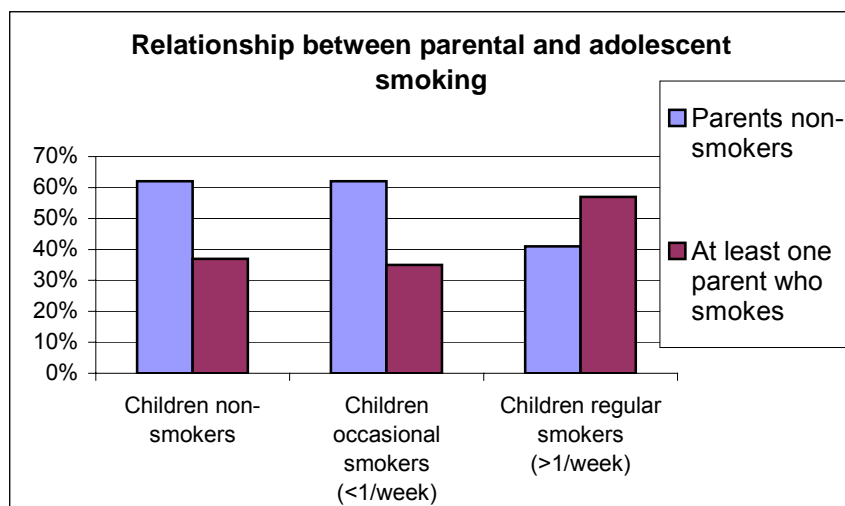 Relationship between parental and adolescent
smoking
Parents non-
smokers
At least one
parent who
smokes
70%
60%
50%
40%
30%
20%
10%
0%
Children non-
smokers
Children
occasional
smokers
(<1/week)
Children regular
smokers
(>1/week)